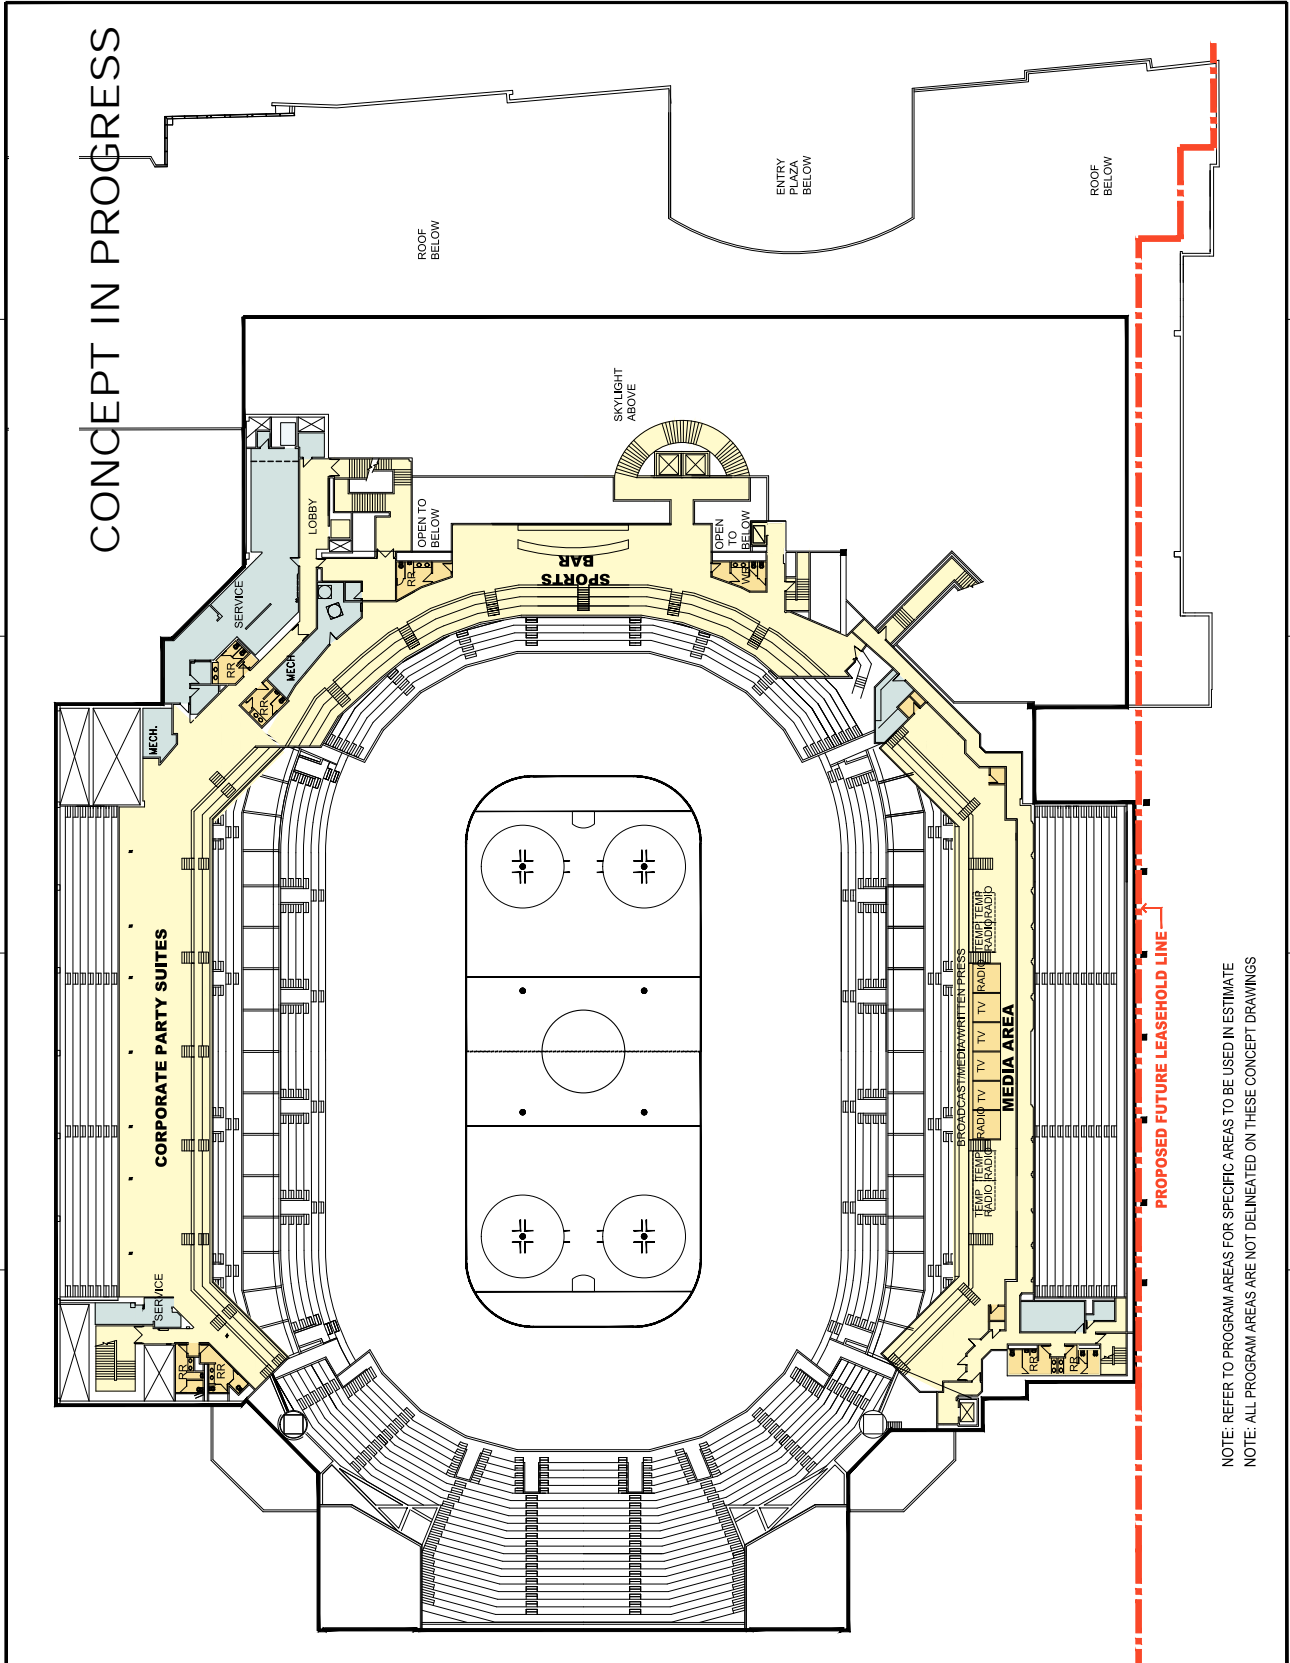 CONCEPT IN PROGRESS
ROOF
BELOW
ENTRY
PLAZA
BELOW
ROOF
BELOW
SKYLIGHT
ABOVE
LOBBY
OPEN TO
BELOW
OPEN
TO
BELOW
SERVICE
RR
SPORTS
BAR
WR
RR
RR
MECH
MECH.
CORPORATE PARTY SUITES
SERVICE
RR
RR
BROADCAST/MEDIA/WRITTEN PRESS
TEMP
RADIO
TEMP
RADIO
RADIO
TV
TV
TV
TV
RADIO
TEMP
RADIO
TEMP
RADIO
MEDIA AREA
RR
RR
PROPOSED FUTURE LEASEHOLD LINE
NOTE: REFER TO PROGRAM AREAS FOR SPECIFIC AREAS TO BE USED IN ESTIMATE
NOTE: ALL PROGRAM AREAS ARE NOT DELINEATED ON THESE CONCEPT DRAWINGS